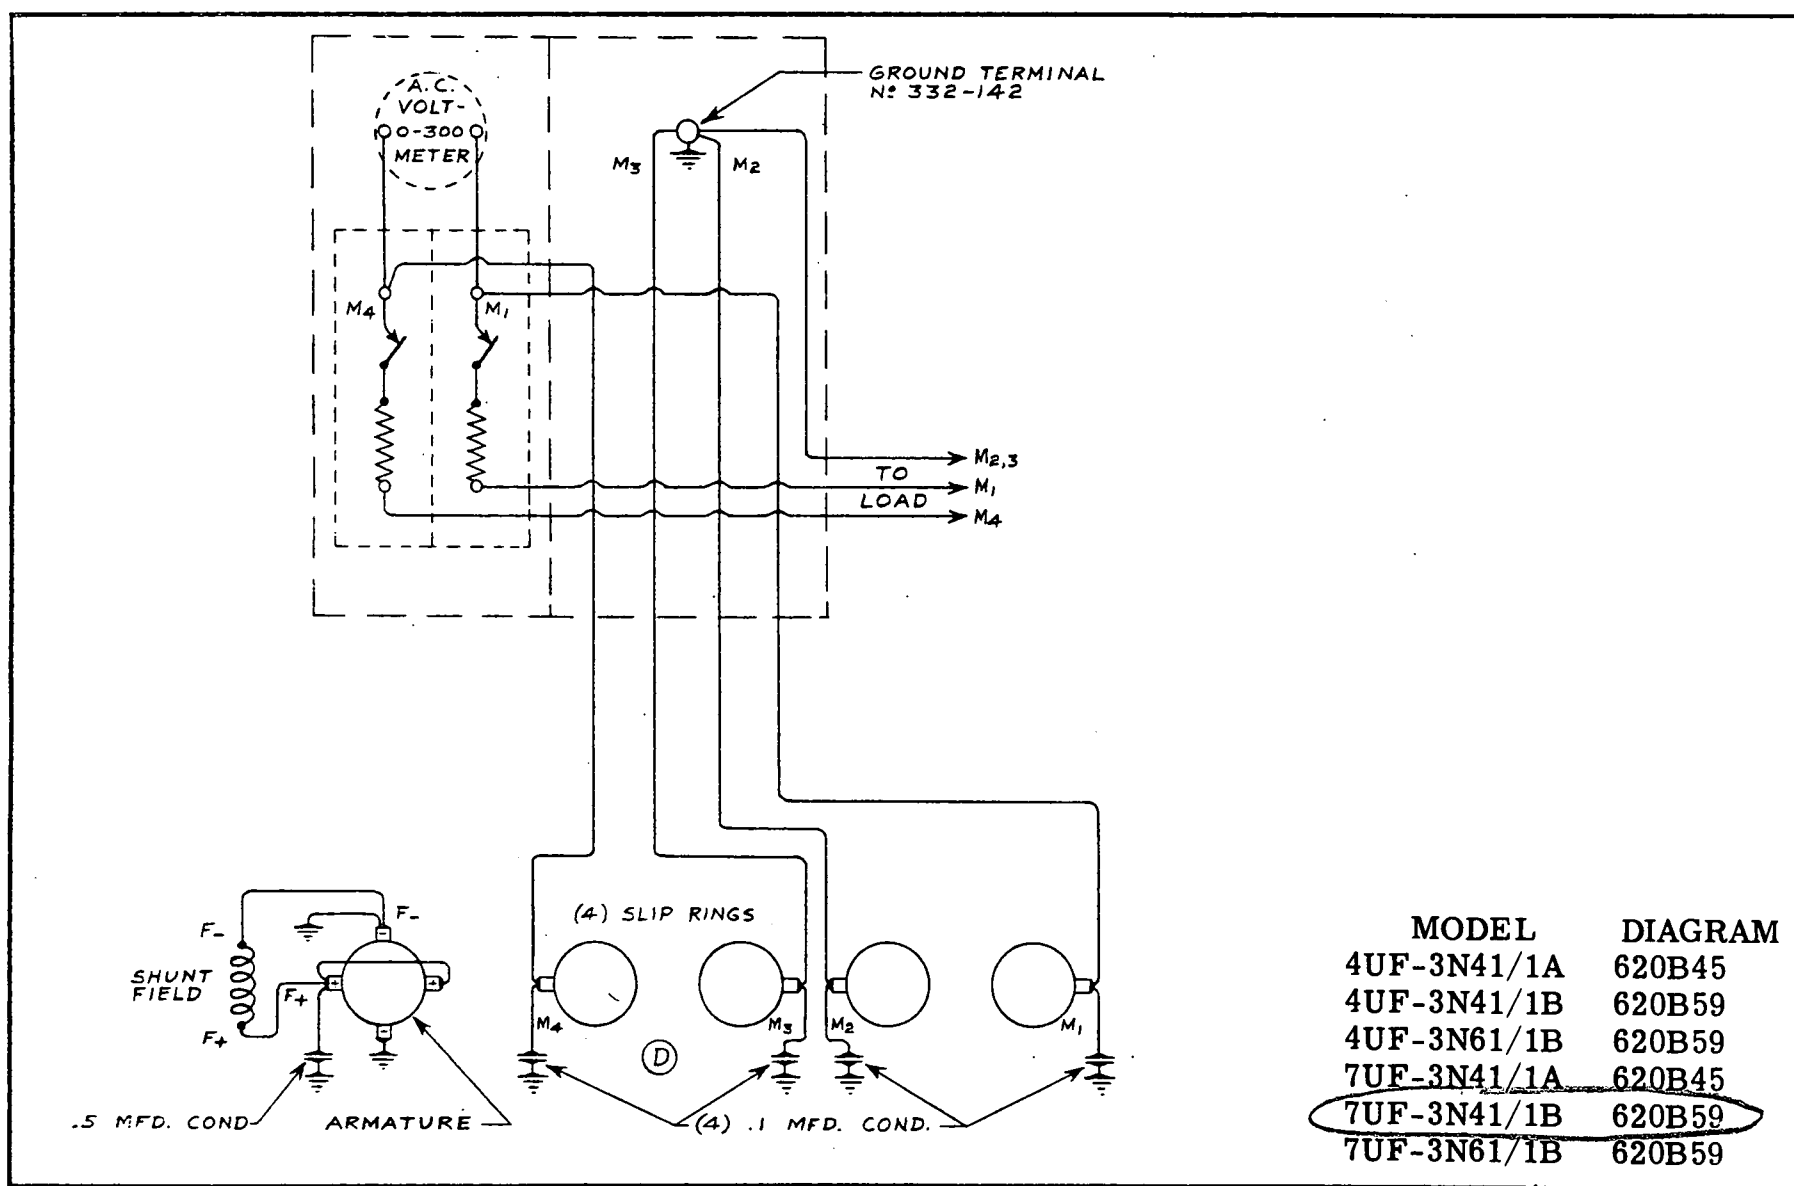 A.C.
VOLT-
0-300
METER
GROUND TERMINAL
Nº 332-142
M3
M2
M4
M1
M2,3
TO
M1
LOAD
M4
(4) SLIP RINGS
F-
F-
SHUNT
FIELD
F+
F+
-
+
+
-
M4
M3
M2
M1
D
.5 MFD. COND
ARMATURE
(4) .1 MFD. COND.
MODEL DIAGRAM
4UF-3N41/1A 620B45
4UF-3N41/1B 620B59
4UF-3N61/1B 620B59
7UF-3N41/1A 620B45
7UF-3N41/1B 620B59
7UF-3N61/1B 620B59